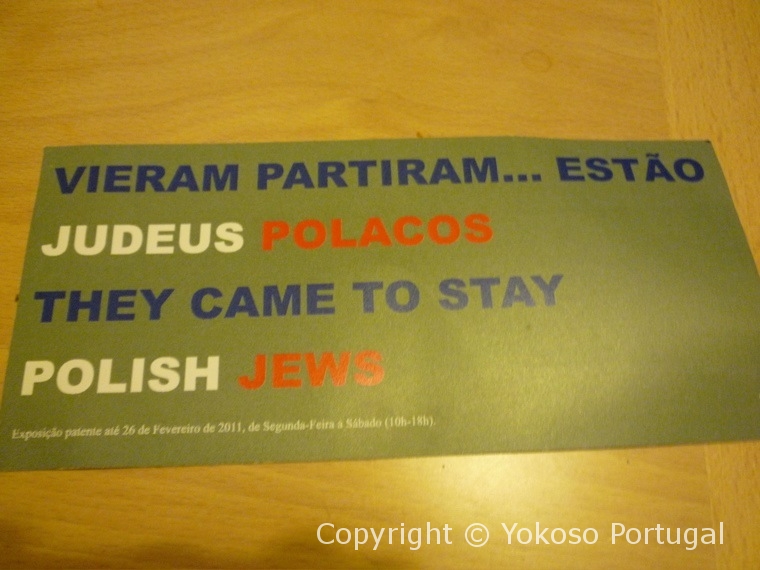 VIERAM PARTIRAM... ESTÃO
JUDEUS POLACOS
THEY CAME TO STAY
POLISH JEWS
Exposição patente até 26 de Fevereiro de 2011, de Segunda-Feira a Sábado (10h-18h).
Copyright © Yokoso Portugal